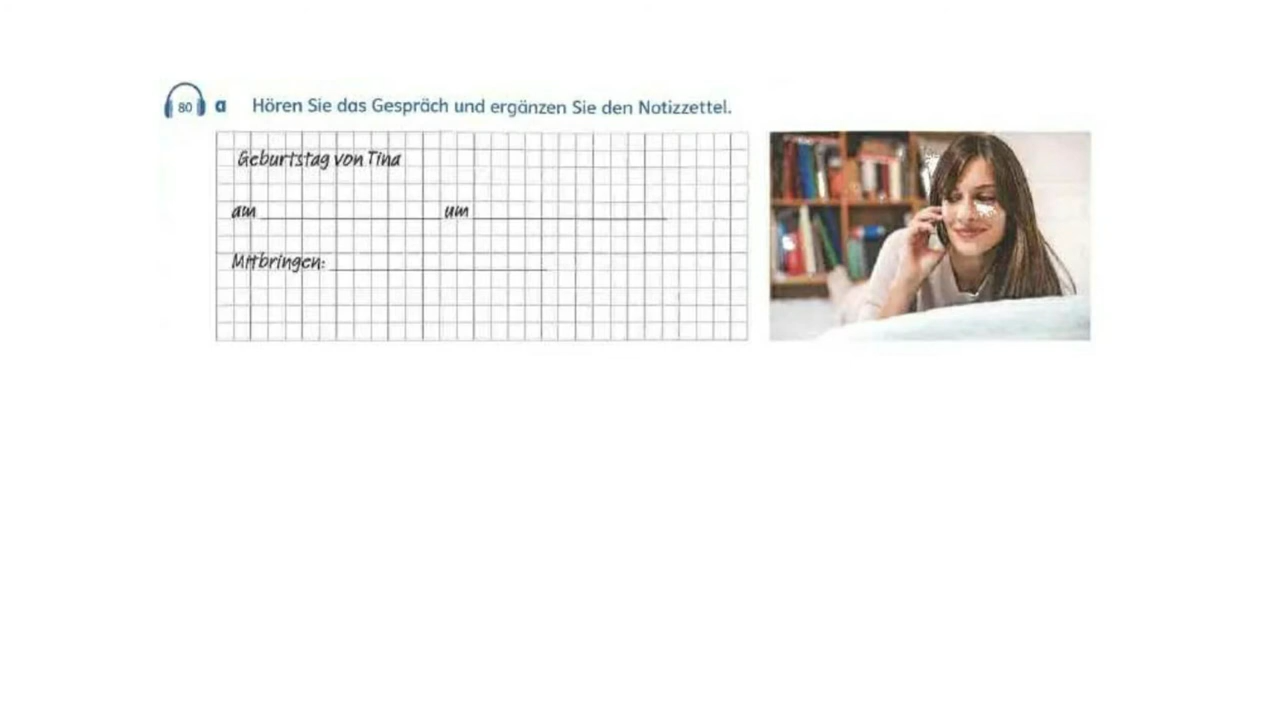 80 a Hören Sie das Gespräch und ergänzen Sie den Notizzettel.
Geburtstag von Tina
am um
Mitbringen: